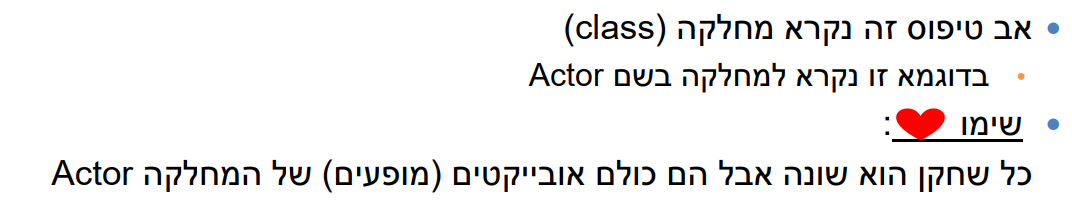 אב טיפוס זה נקרא מחלקה (class)
בדוגמא זו נקרא למחלקה בשם Actor
שימו ❤:
כל שחקן הוא שונה אבל הם כולם אובייקטים (מופעים) של המחלקה Actor